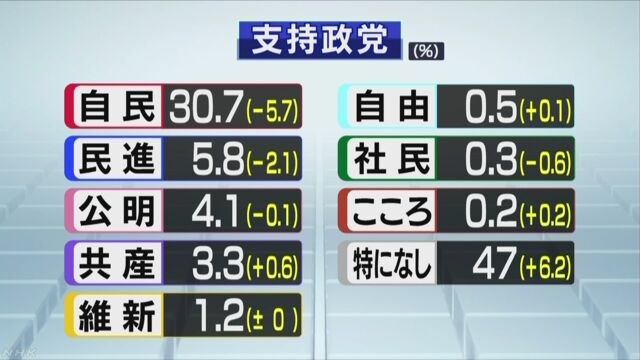 支持政党 (%)
自民 30.7(-5.7)
民進 5.8(-2.1)
公明 4.1(-0.1)
共産 3.3(+0.6)
維新 1.2(± 0)
自由 0.5(+0.1)
社民 0.3(-0.6)
こころ 0.2(+0.2)
特になし 47(+6.2)
NHK